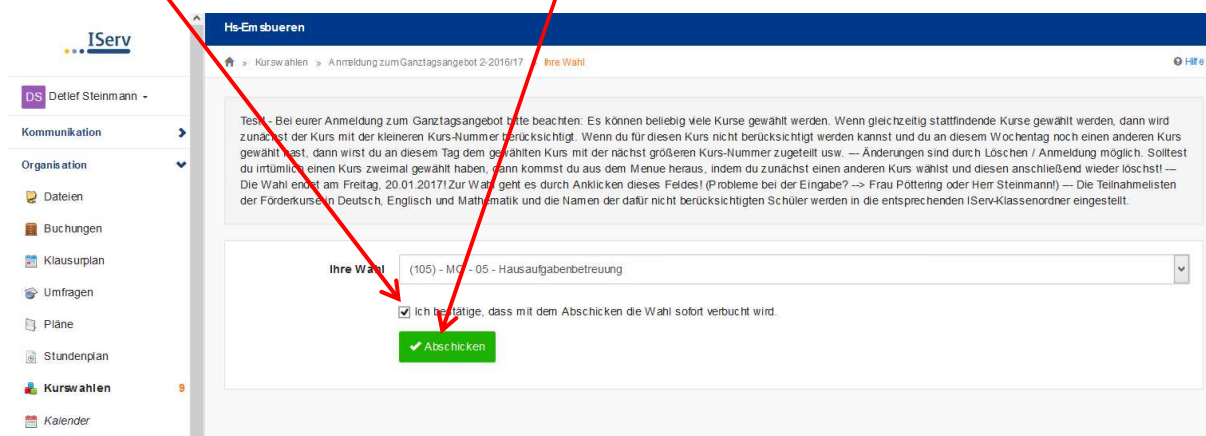 IServ
Hs-Emsbueren
» Kurswahlen » Anmeldung zum Ganztagsangebot 2-2016/17 Ihre Wahl
Hilfe
DS Detlef Steinmann
Kommunikation
Organisation
Dateien
Buchungen
Klausurplan
Umfragen
Pläne
Stundenplan
Kurswahlen 9
Kalender
Test! - Bei eurer Anmeldung zum Ganztagsangebot bitte beachten: Es können beliebig viele Kurse gewählt werden. Wenn gleichzeitig stattfindende Kurse gewählt werden, dann wird
zunächst der Kurs mit der kleineren Kurs-Nummer berücksichtigt. Wenn du für diesen Kurs nicht berücksichtigt werden kannst und du an diesem Wochentag noch einen anderen Kurs
gewählt hast, dann wirst du an diesem Tag dem gewählten Kurs mit der nächst größeren Kurs-Nummer zugeteilt usw. --- Änderungen sind durch Löschen / Anmeldung möglich. Solltest
du irrtümlich einen Kurs zweimal gewählt haben, dann kommst du aus dem Menue heraus, indem du zunächst einen anderen Kurs wählst und diesen anschließend wieder löschst! ---
Die Wahl endet am Freitag, 20.01.2017! Zur Wahl geht es durch Anklicken dieses Feldes! (Probleme bei der Eingabe? --> Frau Pöttering oder Herr Steinmann!) --- Die Teilnahmelisten
der Förderkurse in Deutsch, Englisch und Mathematik und die Namen der dafür nicht berücksichtigten Schüler werden in die entsprechenden IServ-Klassenordner eingestellt.
Ihre Wahl (105) - MO - 05 - Hausaufgabenbetreuung
Ich bestätige, dass mit dem Abschicken die Wahl sofort verbucht wird.
Abschicken